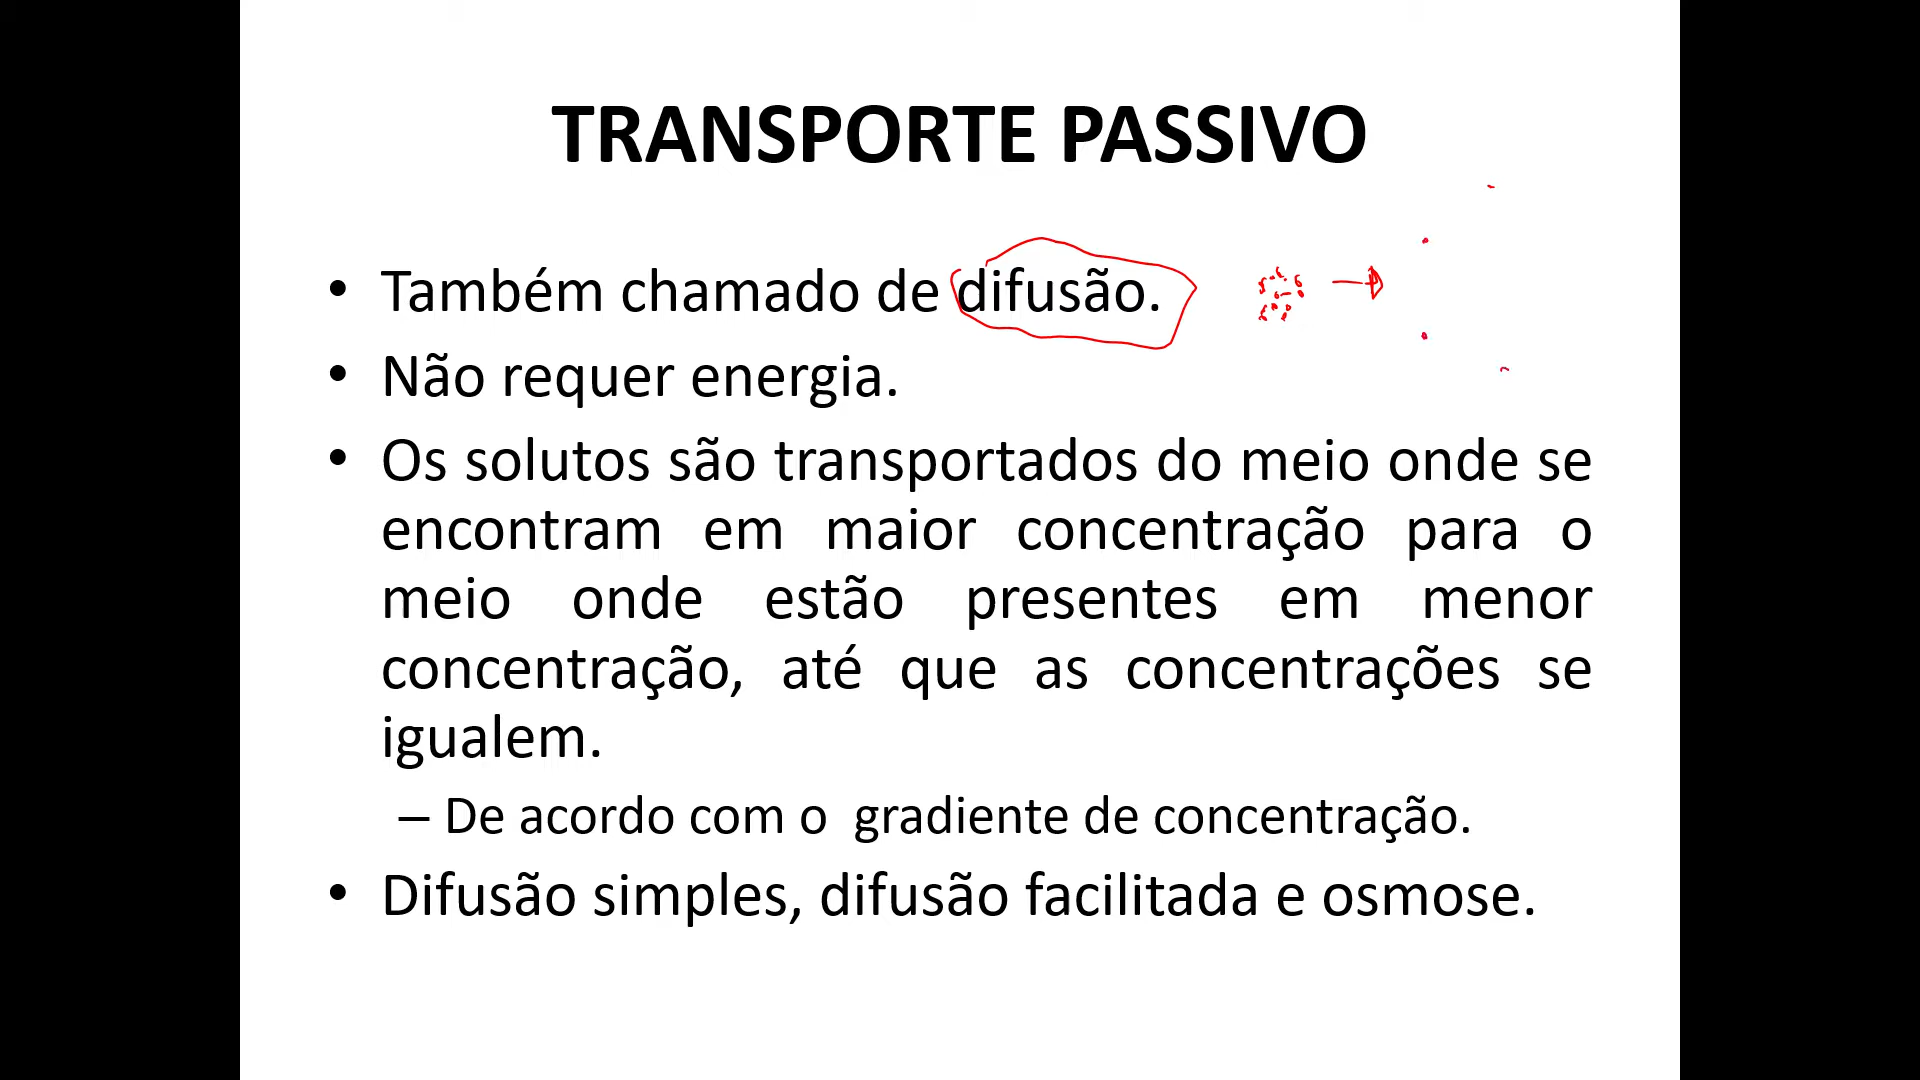 TRANSPORTE PASSIVO
• Também chamado de difusão.
• Não requer energia.
• Os solutos são transportados do meio onde se
encontram em maior concentração para o
meio onde estão presentes em menor
concentração, até que as concentrações se
igualem.
– De acordo com o gradiente de concentração.
• Difusão simples, difusão facilitada e osmose.